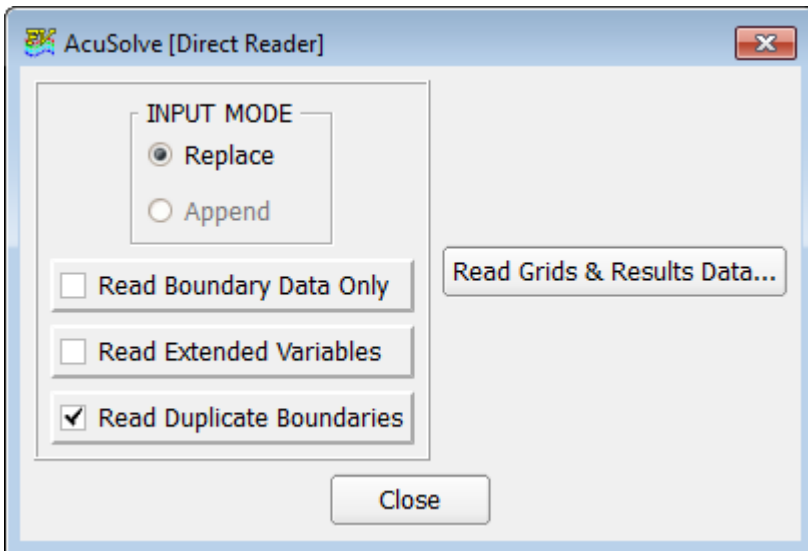 AcuSolve [Direct Reader]
INPUT MODE
Replace
Append
Read Boundary Data Only
Read Extended Variables
Read Duplicate Boundaries
Read Grids & Results Data...
Close